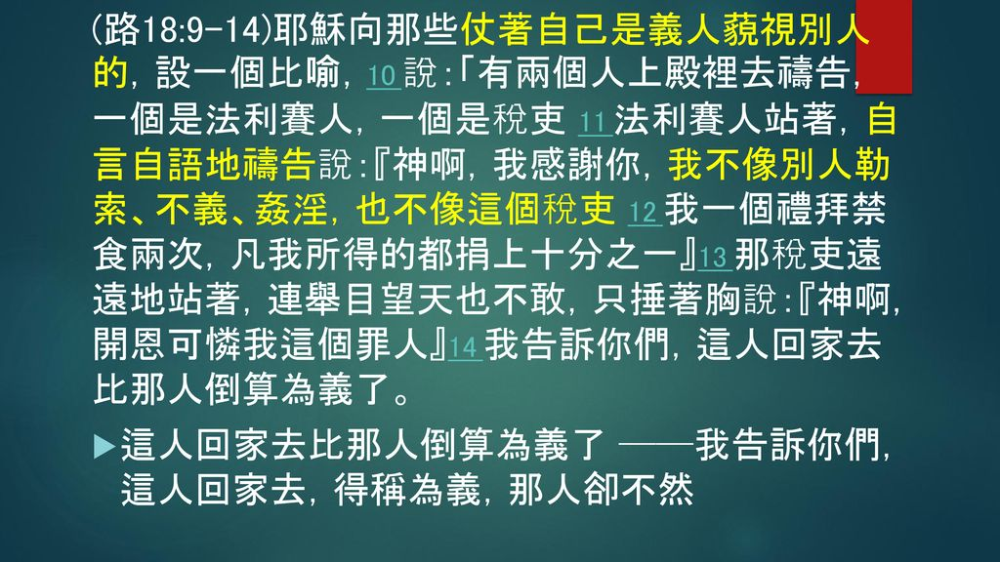 (路18:9-14)耶穌向那些仗著自己是義人藐視別人
的，設一個比喻，10 說：「有兩個人上殿裡去禱告，
一個是法利賽人，一個是稅吏 11 法利賽人站著，自
言自語地禱告說：『神啊，我感謝你，我不像別人勒
索、不義、姦淫，也不像這個稅吏 12 我一個禮拜禁
食兩次，凡我所得的都捐上十分之一』13 那稅吏遠
遠地站著，連舉目望天也不敢，只捶著胸說：『神啊，
開恩可憐我這個罪人』14 我告訴你們，這人回家去
比那人倒算為義了。
▶這人回家去比那人倒算為義了 ——我告訴你們，
這人回家去，得稱為義，那人卻不然